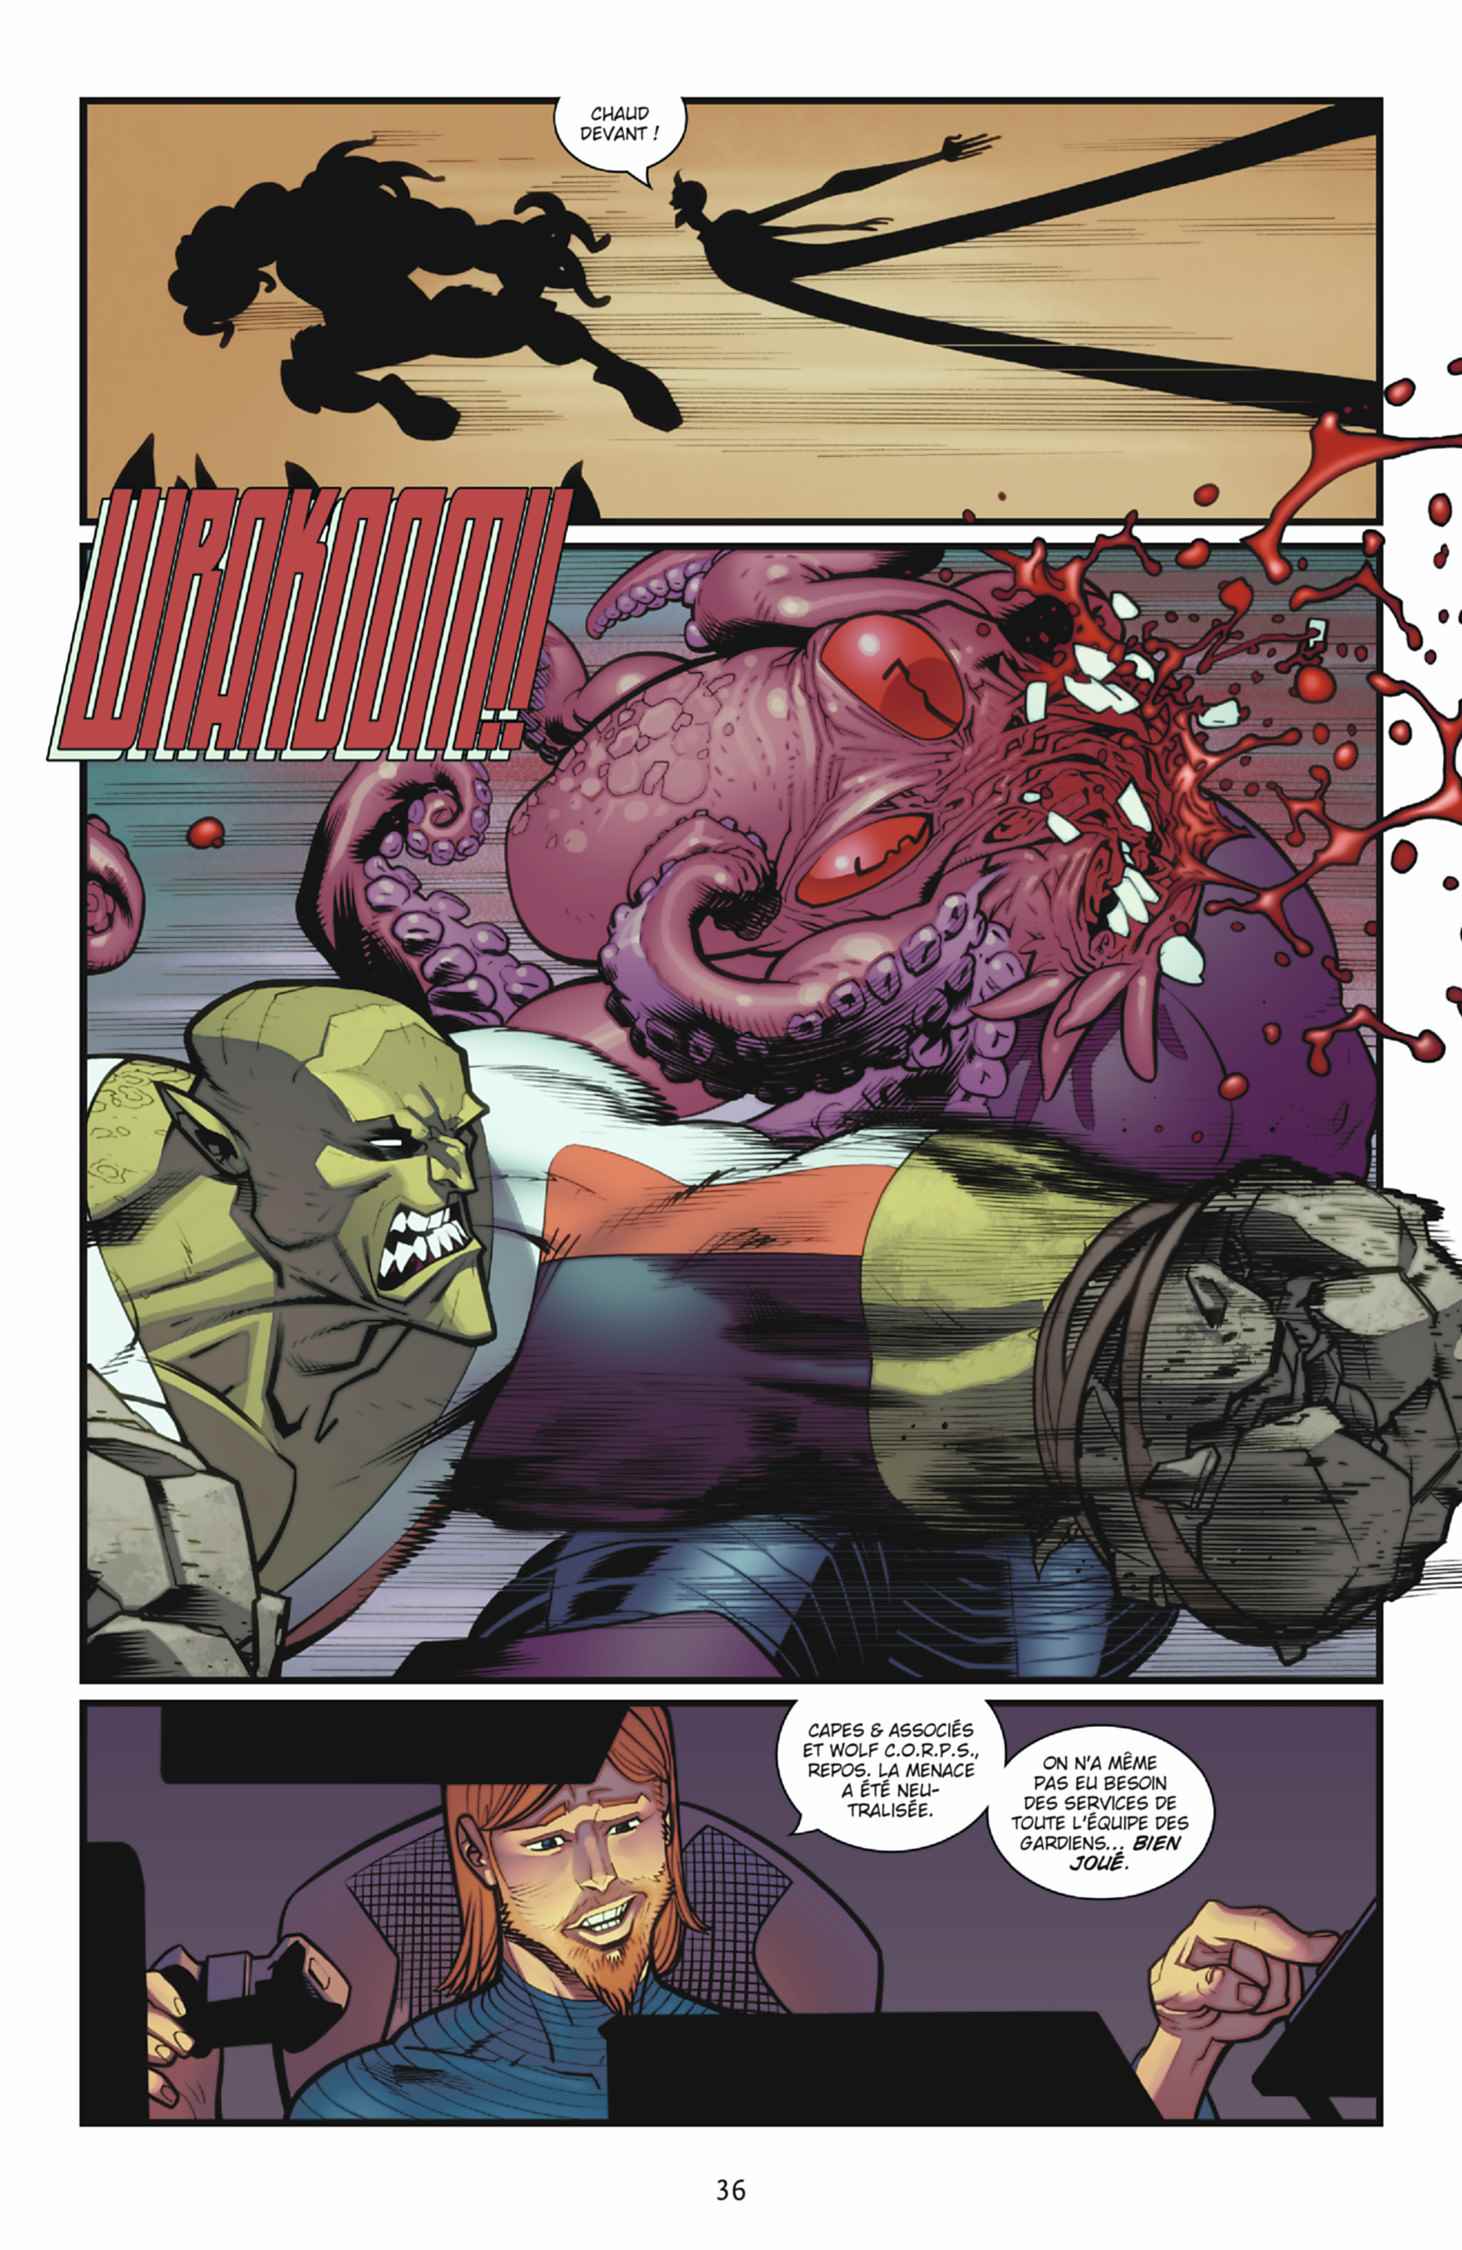 CHAUD
DEVANT !
WRAKOOM!!
CAPES & ASSOCIÉS
ET WOLF C.O.R.P.S.,
REPOS. LA MENACE
A ÉTÉ NEU-
TRALISÉE.
ON N'A MÊME
PAS EU BESOIN
DES SERVICES DE
TOUTE L'ÉQUIPE DES
GARDIENS... BIEN
JOUÉ.
36